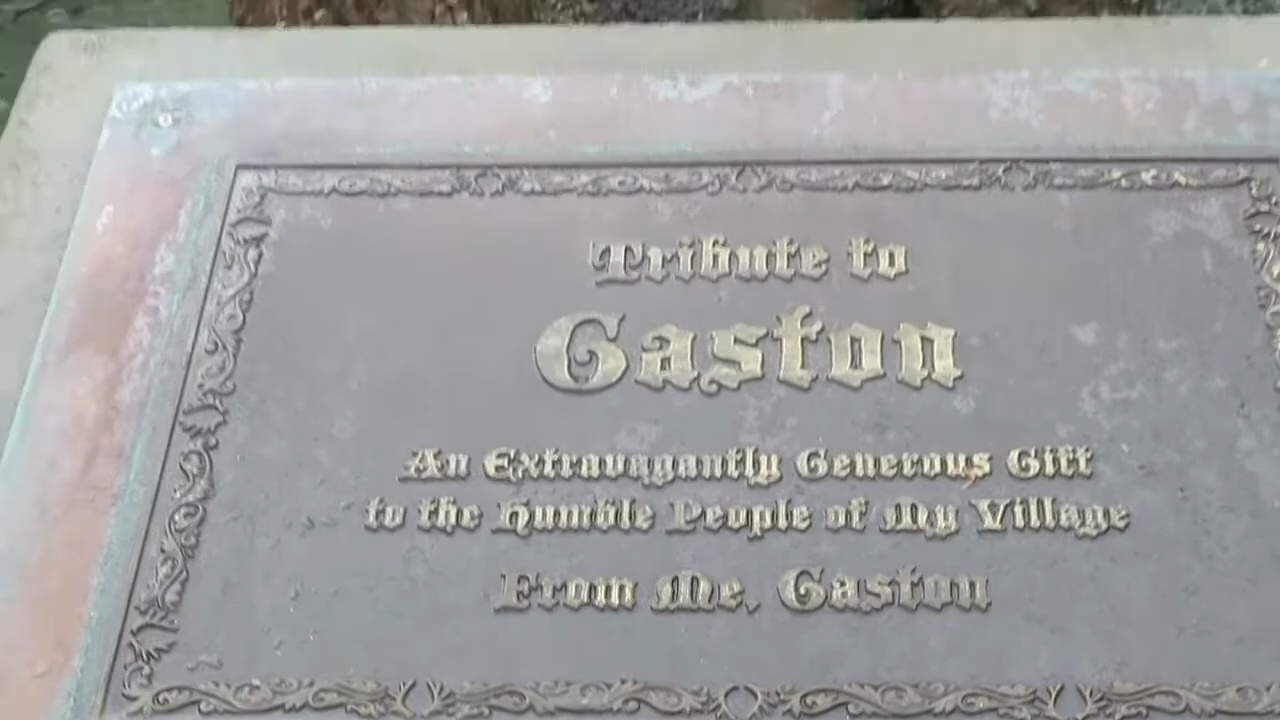 Tribute to
Gaston
An Extravagantly Generous Gift
to the Humble People of My Village
From Me, Gaston